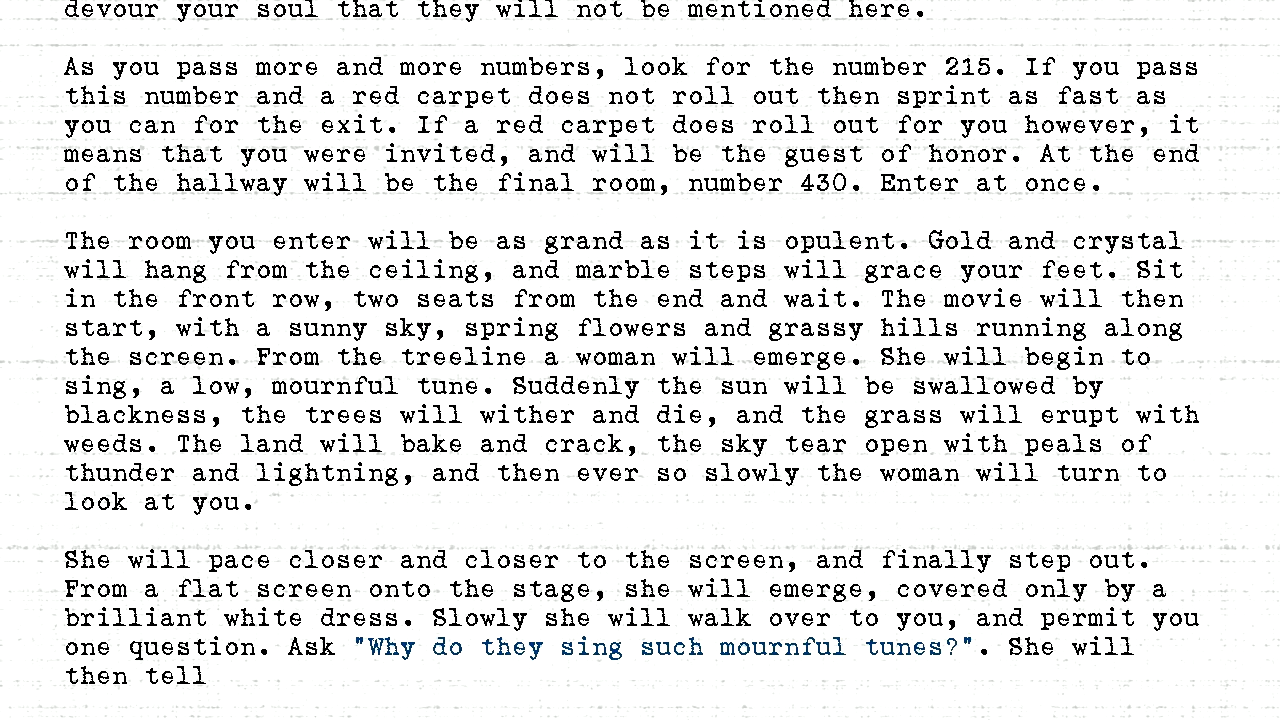 devour your soul that they will not be mentioned here.
As you pass more and more numbers, look for the number 215. If you pass
this number and a red carpet does not roll out then sprint as fast as
you can for the exit. If a red carpet does roll out for you however, it
means that you were invited, and will be the guest of honor. At the end
of the hallway will be the final room, number 430. Enter at once.
The room you enter will be as grand as it is opulent. Gold and crystal
will hang from the ceiling, and marble steps will grace your feet. Sit
in the front row, two seats from the end and wait. The movie will then
start, with a sunny sky, spring flowers and grassy hills running along
the screen. From the treeline a woman will emerge. She will begin to
sing, a low, mournful tune. Suddenly the sun will be swallowed by
blackness, the trees will wither and die, and the grass will erupt with
weeds. The land will bake and crack, the sky tear open with peals of
thunder and lightning, and then ever so slowly the woman will turn to
look at you.
She will pace closer and closer to the screen, and finally step out.
From a flat screen onto the stage, she will emerge, covered only by a
brilliant white dress. Slowly she will walk over to you, and permit you
one question. Ask "Why do they sing such mournful tunes?". She will
then tell